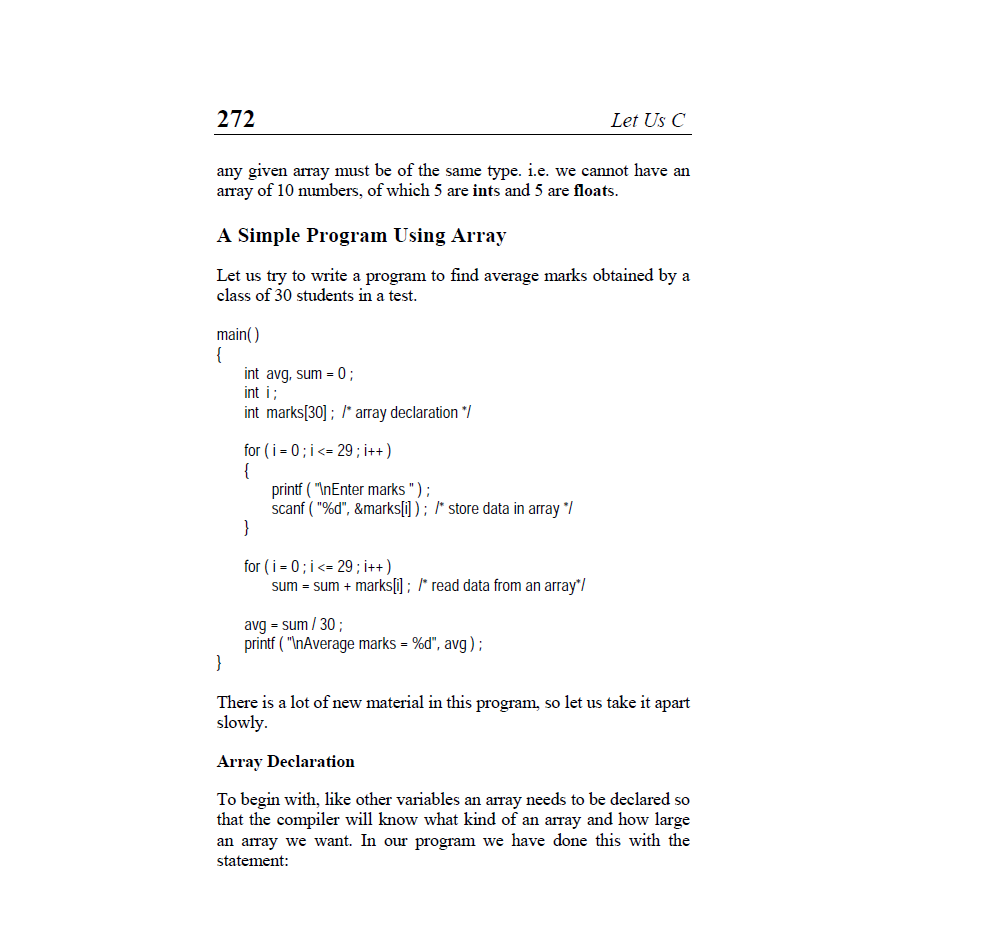 272 Let Us C
any given array must be of the same type. i.e. we cannot have an
array of 10 numbers, of which 5 are ints and 5 are floats.
A Simple Program Using Array
Let us try to write a program to find average marks obtained by a
class of 30 students in a test.
main( )
{
int avg, sum = 0 ;
int i ;
int marks[30] ; /* array declaration */
for ( i = 0 ; i <= 29 ; i++ )
{
printf ( "\nEnter marks " ) ;
scanf ( "%d", &marks[i] ) ; /* store data in array */
}
for ( i = 0 ; i <= 29 ; i++ )
sum = sum + marks[i] ; /* read data from an array*/
avg = sum / 30 ;
printf ( "\nAverage marks = %d", avg ) ;
}
There is a lot of new material in this program, so let us take it apart
slowly.
Array Declaration
To begin with, like other variables an array needs to be declared so
that the compiler will know what kind of an array and how large
an array we want. In our program we have done this with the
statement: